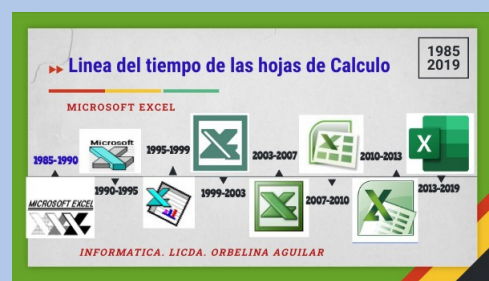 1985
2019
Linea del tiempo de las hojas de Calculo
MICROSOFT EXCEL
Microsoft
1985-1990
1995-1999
2003-2007
2010-2013
1990-1995
1999-2003
2007-2010
2013-2019
MICROSOFT EXCEL
X
INFORMATICA. LICDA. ORBELINA AGUILAR